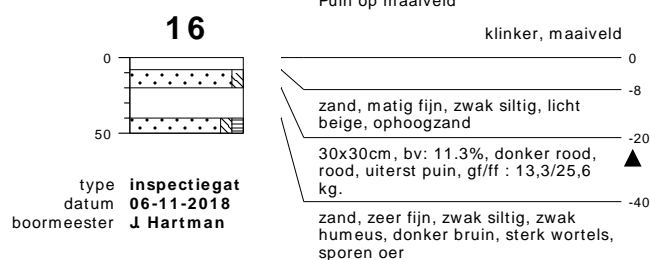 Puin op maaiveld
16
klinker, maaiveld
0
0
-8
zand, matig fijn, zwak siltig, licht
beige, ophoogzand
-20
50
30x30cm, bv: 11.3%, donker rood,
rood, uiterst puin, gf/ff : 13,3/25,6
kg.
-40
type inspectiegat
datum 06-11-2018
boormeester J Hartman
zand, zeer fijn, zwak siltig, zwak
humeus, donker bruin, sterk wortels,
sporen oer